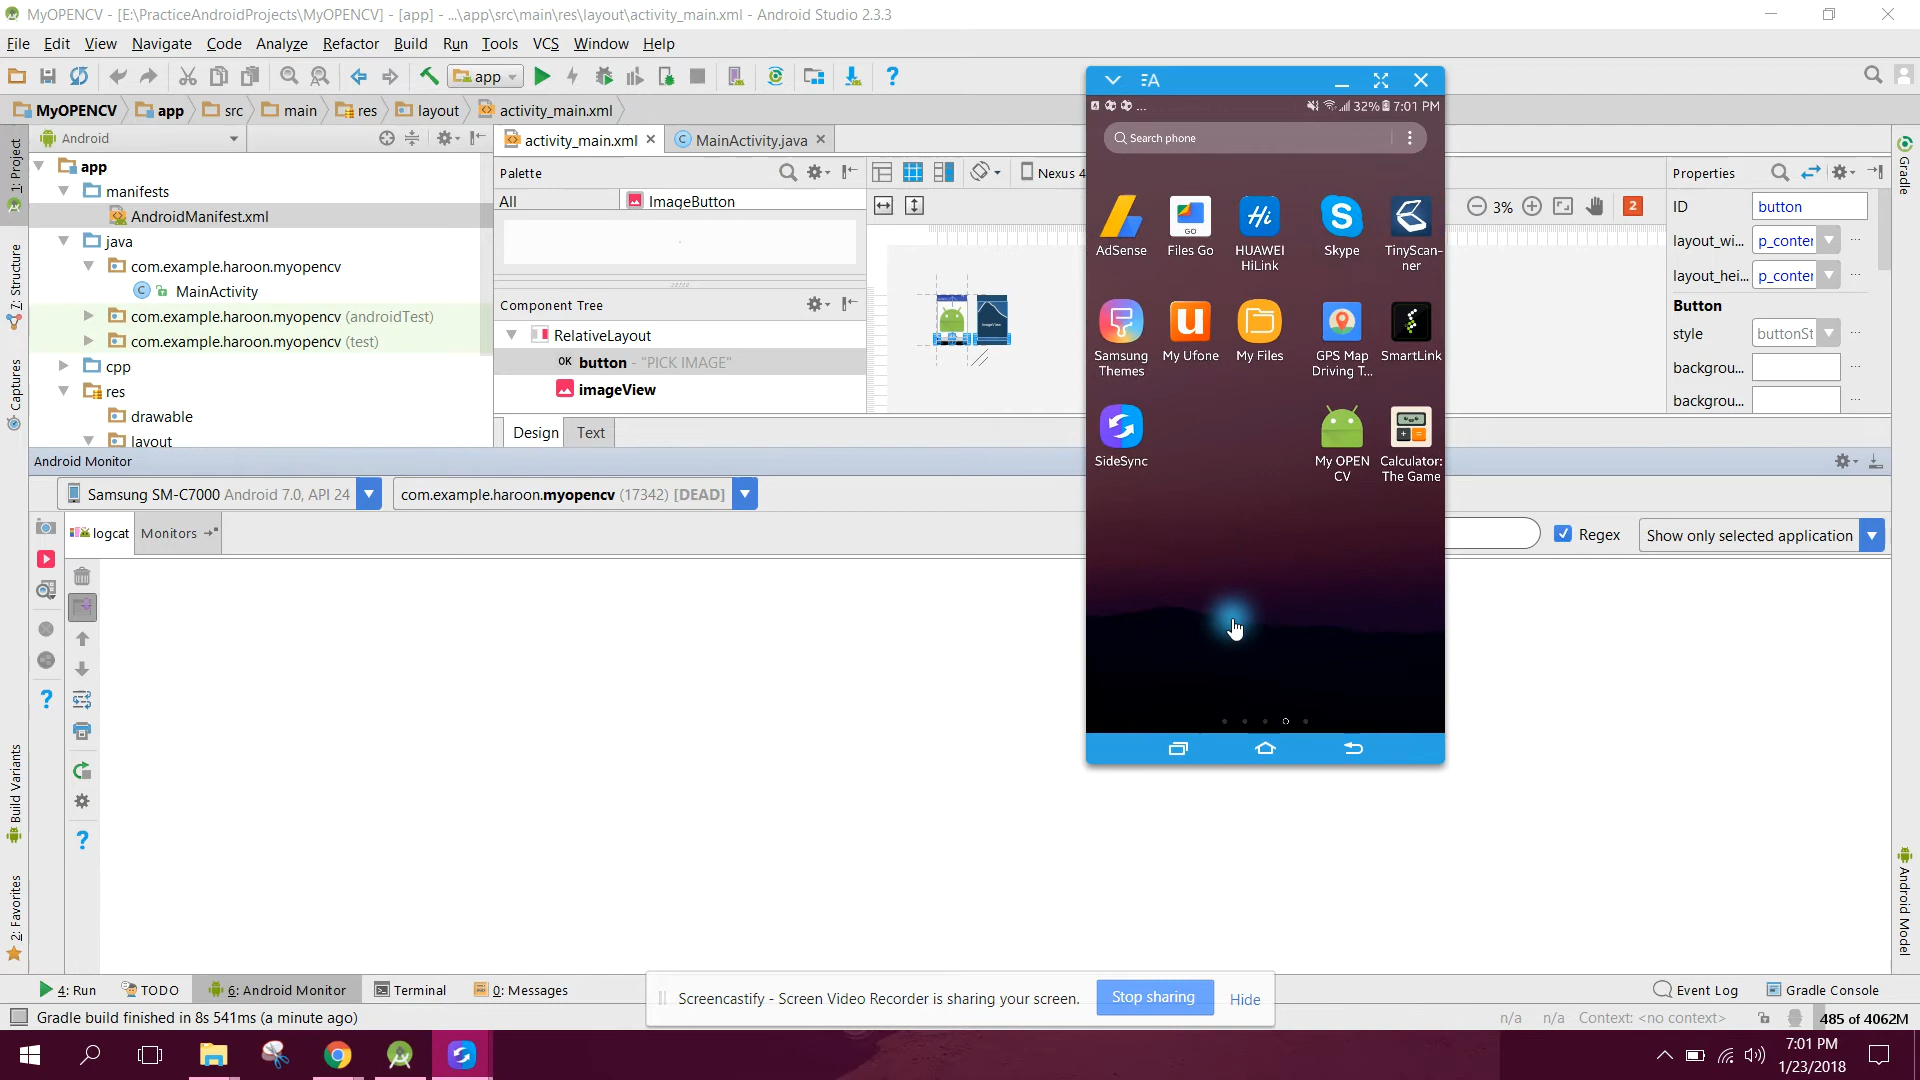 MyOPENCV - [E:\PracticeAndroidProjects\MyOPENCV] - [app] - ...\app\src\main\res\layout\activity_main.xml - Android Studio 2.3.3
File Edit View Navigate Code Analyze Refactor Build Run Tools VCS Window Help
app
MyOPENCV app src main res layout activity_main.xml
Android
activity_main.xml
MainActivity.java
1: Project
7: Structure
Captures
Build Variants
2: Favorites
app
manifests
AndroidManifest.xml
java
com.example.haroon.myopencv
MainActivity
com.example.haroon.myopencv (androidTest)
com.example.haroon.myopencv (test)
cpp
res
drawable
layout
Palette
All
ImageButton
Component Tree
RelativeLayout
OK button - "PICK IMAGE"
imageView
Design Text
Nexus 4
3%
2
Properties
ID button
layout_wi... p_conter ...
layout_hei... p_conter ...
Button
style buttonSt
backgrou... ...
backgrou... ...
Gradle
Android Model
32% 7:01 PM
Search phone
AdSense
Files Go
HUAWEI HiLink
Skype
TinyScan-
ner
Samsung Themes
My Ufone
My Files
GPS Map
Driving T...
SmartLink
SideSync
My OPEN CV
Calculator: The Game
Android Monitor
Samsung SM-C7000 Android 7.0, API 24
com.example.haroon.myopencv (17342) [DEAD]
logcat
Monitors
Regex
Show only selected application
4: Run TODO 6: Android Monitor Terminal 0: Messages
Event Log Gradle Console
Screencastify - Screen Video Recorder is sharing your screen. Stop sharing Hide
Gradle build finished in 8s 541ms (a minute ago)
n/a n/a Context: <no context> 485 of 4062M
7:01 PM
1/23/2018